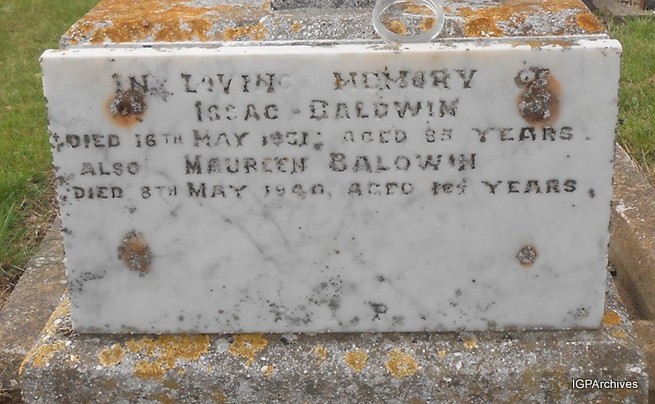 IN LOVING MEMORY OF
ISSAC BALDWIN
DIED 16TH MAY 1951, AGED 85 YEARS.
ALSO MAUREEN BALDWIN
DIED 8TH MAY 1940, AGED YEARS,
IGPArchives